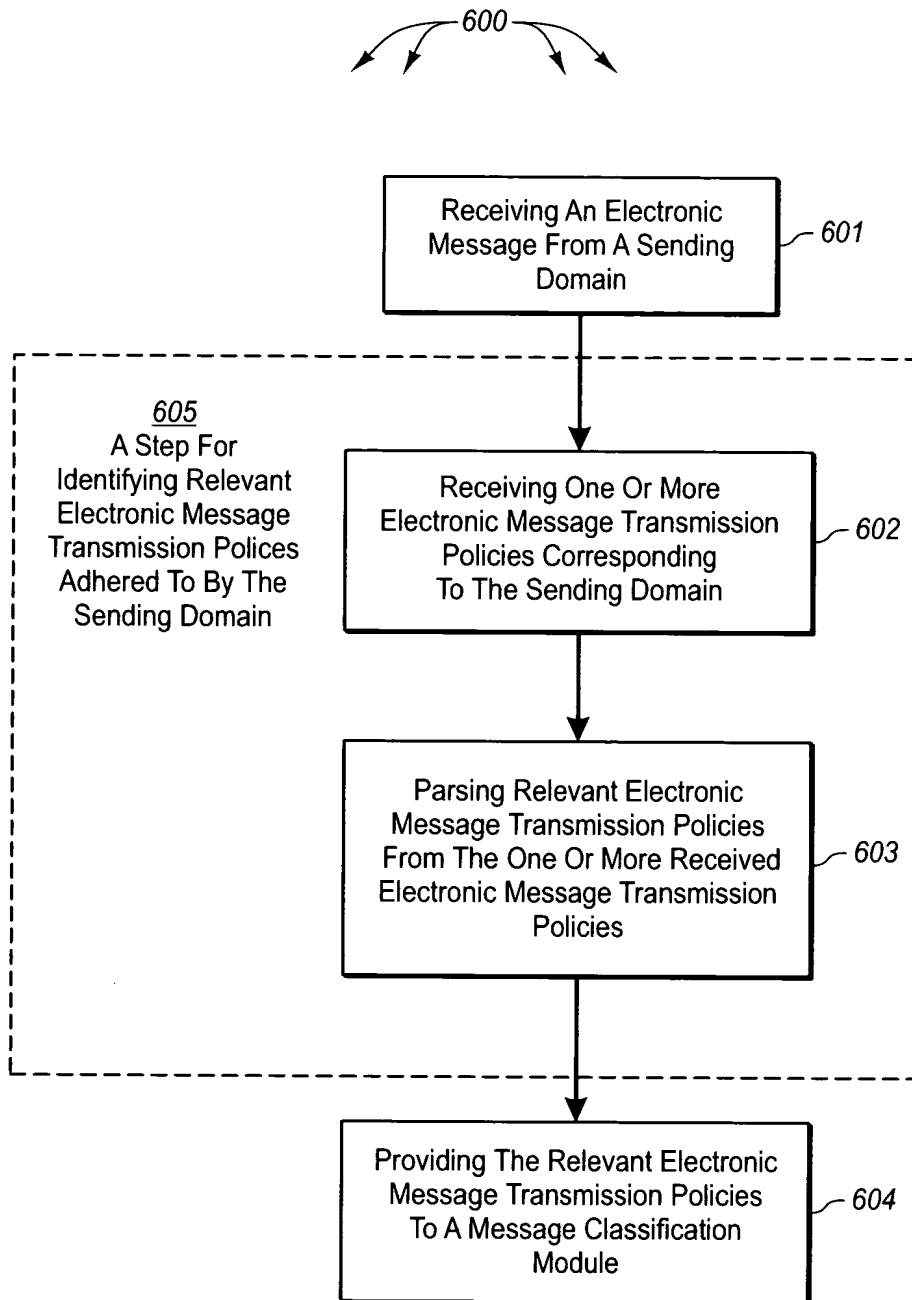 600
Receiving An Electronic
Message From A Sending
Domain
601
605
A Step For
Identifying Relevant
Electronic Message
Transmission Polices
Adhered To By The
Sending Domain
Receiving One Or More
Electronic Message Transmission
Policies Corresponding
To The Sending Domain
602
Parsing Relevant Electronic
Message Transmission Policies
From The One Or More Received
Electronic Message Transmission
Policies
603
Providing The Relevant Electronic
Message Transmission Policies
To A Message Classification
Module
604